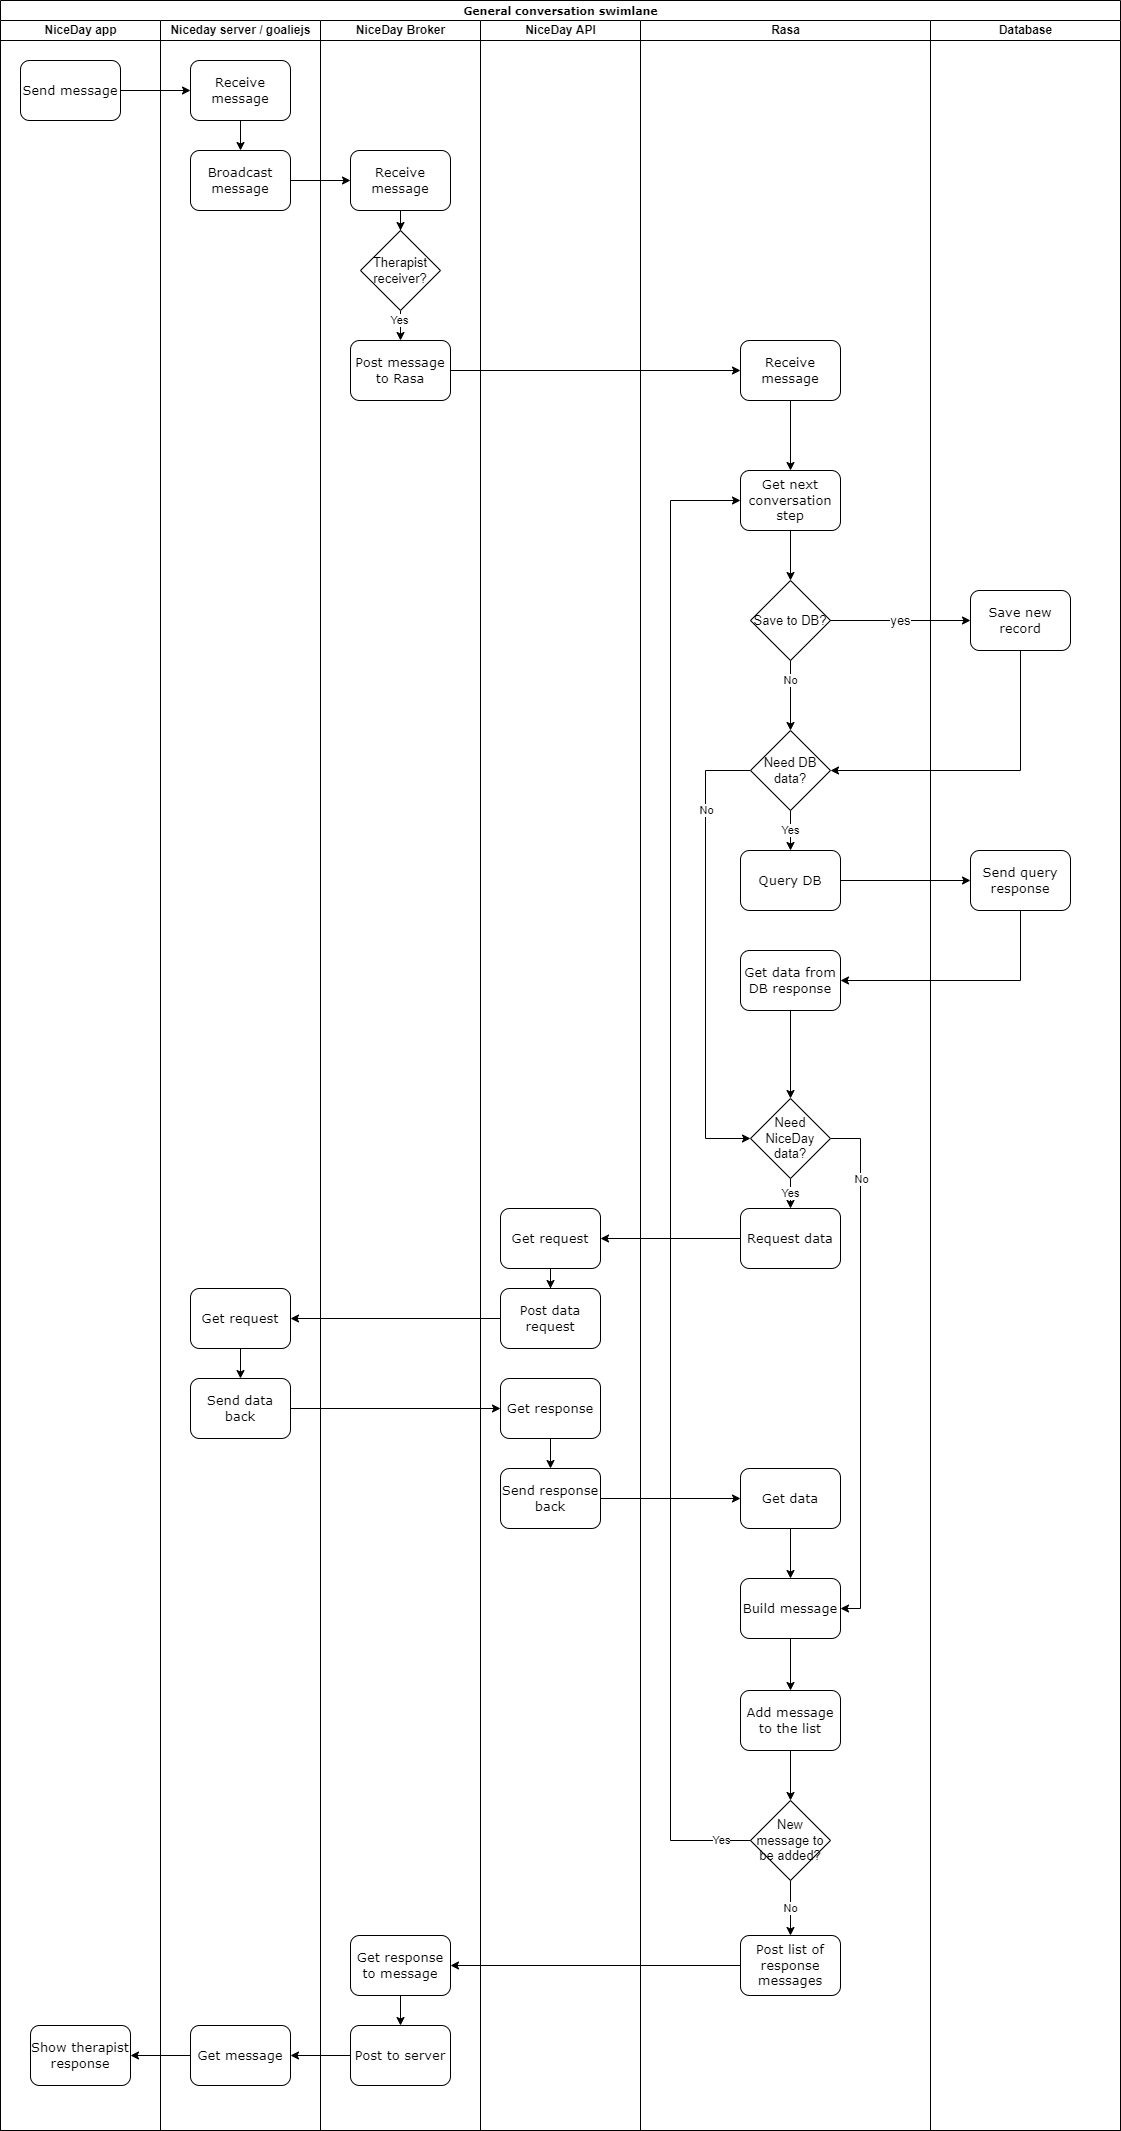 General conversation swimlane
NiceDay app
Niceday server / goaliejs
NiceDay Broker
NiceDay API
Rasa
Database
Send message
Receive
message
Broadcast
message
Receive
message
Therapist
receiver?
Yes
Post message
to Rasa
Receive
message
Get next
conversation
step
Save to DB?
yes
Save new
record
No
Need DB
data?
No
Yes
Query DB
Send query
response
Get data from
DB response
Need
NiceDay
data?
No
Yes
Request data
Get request
Post data
request
Get request
Send data
back
Get response
Send response
back
Get data
Build message
Add message
to the list
New
message to
be added?
Yes
No
Post list of
response
messages
Get response
to message
Post to server
Get message
Show therapist
response